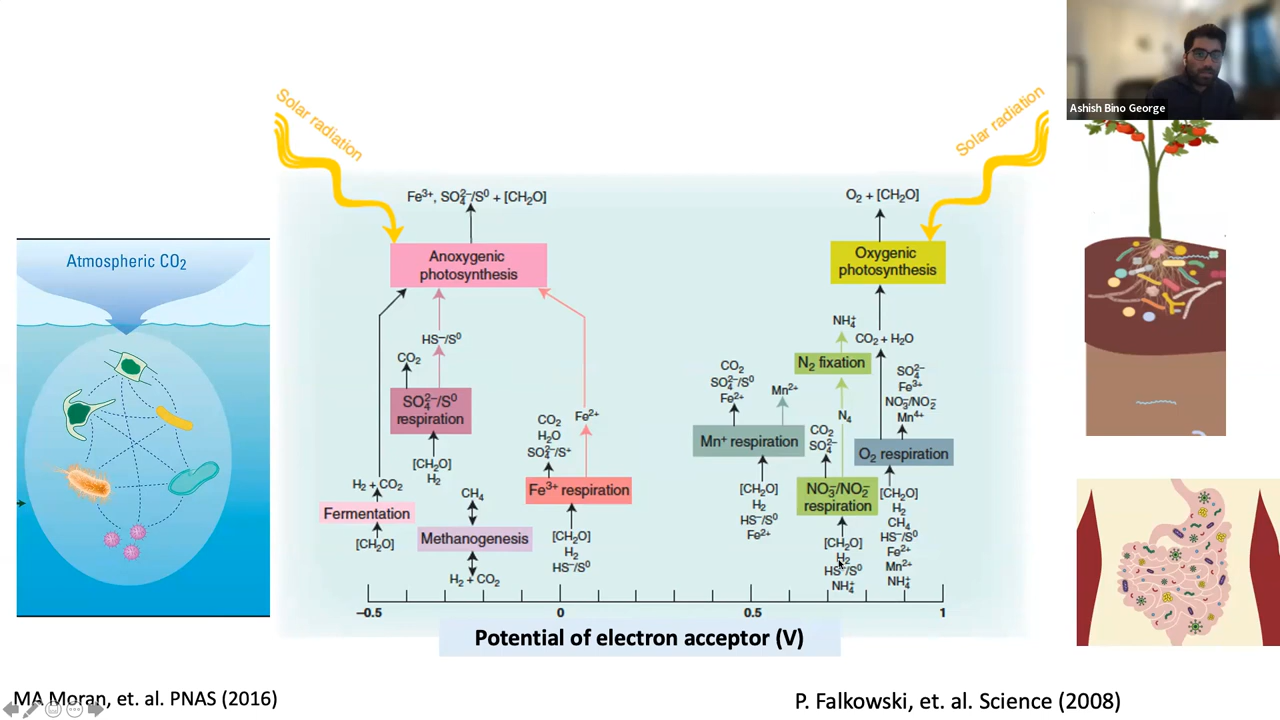 Ashish Bino George
Solar radiation
Solar radiation
Fe³⁺, SO₄²⁻/S⁰ + [CH₂O]
O₂ + [CH₂O]
Atmospheric CO₂
Anoxygenic
photosynthesis
Oxygenic
photosynthesis
NH₄⁺
HS⁻/S⁰
CO₂ + H₂O
CO₂
N₂ fixation
CO₂
SO₄²⁻/S⁰
Fe²⁺
Mn²⁺
SO₄²⁻
Fe³⁺
NO₃⁻/NO₂⁻
Mn⁴⁺
SO₄²⁻/S⁰
respiration
CO₂
H₂O
SO₄²⁻/S⁺
Fe²⁺
N₄
CO₂
SO₄²⁻
Mn⁺ respiration
O₂ respiration
[CH₂O]
H₂
H₂ + CO₂
CH₄
Fe³⁺ respiration
[CH₂O]
H₂
HS⁻/S⁰
Fe²⁺
NO₃⁻/NO₂⁻
respiration
[CH₂O]
H₂
CH₄
HS⁻/S⁰
Fe²⁺
Mn²⁺
NH₄⁺
Fermentation
[CH₂O]
Methanogenesis
H₂ + CO₂
[CH₂O]
H₂
HS⁻/S⁰
[CH₂O]
H₂
HS⁻/S⁰
NH₄⁺
−0.5 0 0.5 1
Potential of electron acceptor (V)
MA Moran, et. al. PNAS (2016)
P. Falkowski, et. al. Science (2008)